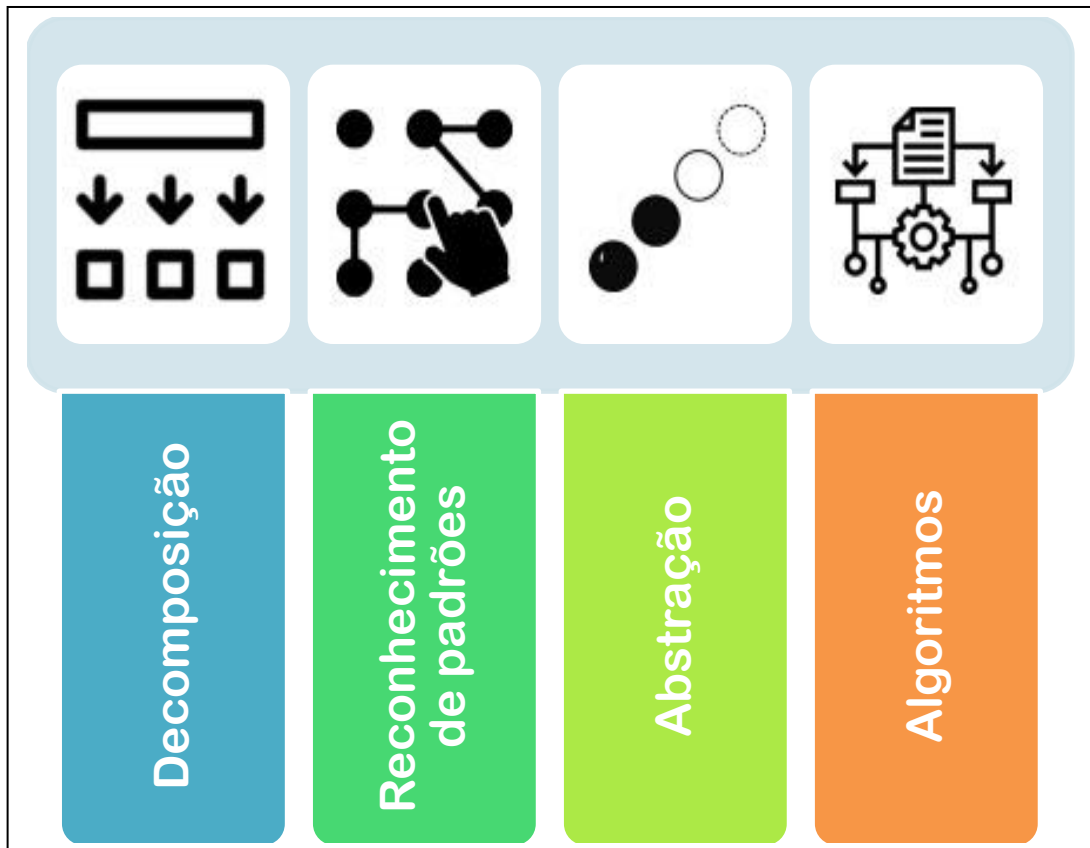 Decomposição
Reconhecimento
de padrões
Abstração
Algoritmos